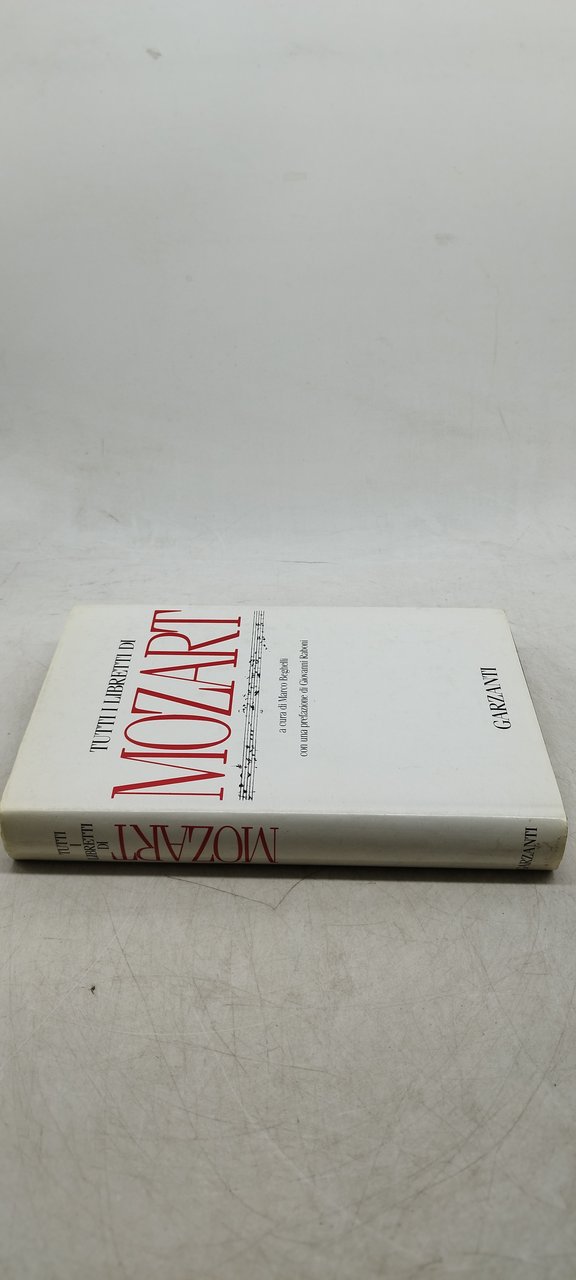 TUTTI I LIBRETTI DI
MOZART
a cura di Marco Beghelli
con una prefazione di Giovanni Raboni
GARZANTI
TUTTI
I
LIBRETTI
DI
MOZART
GARZANTI